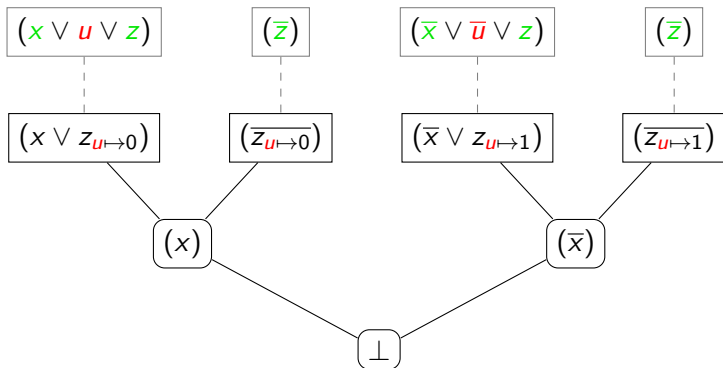 (x ∨ u ∨ z) (z̅) (x̅ ∨ u̅ ∨ z) (z̅)
(x ∨ z_{u↦0}) (\overline{z_{u↦0}}) (x̅ ∨ z_{u↦1}) (\overline{z_{u↦1}})
(x) (x̅)
⊥